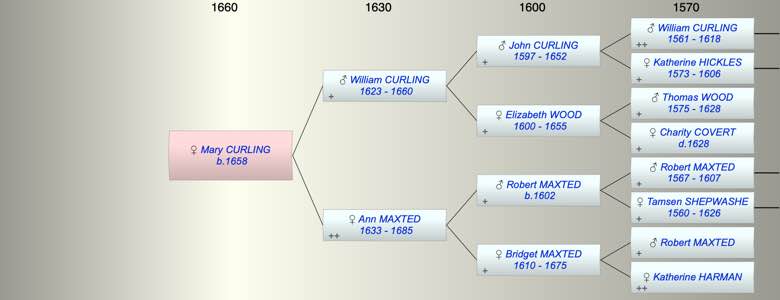 1660 1630 1600 1570
♀ Mary CURLING
b.1658
♂ William CURLING
1623 - 1660
+
♀ Ann MAXTED
1633 - 1685
++
♂ John CURLING
1597 - 1652
+
♀ Elizabeth WOOD
1600 - 1655
+
♂ Robert MAXTED
b.1602
+
♀ Bridget MAXTED
1610 - 1675
+
♂ William CURLING
1561 - 1618
++
♀ Katherine HICKLES
1573 - 1606
+
♂ Thomas WOOD
1575 - 1628
+
♀ Charity COVERT
d.1628
+
♂ Robert MAXTED
1567 - 1607
+
♀ Tamsen SHEPWASHE
1560 - 1626
+
♂ Robert MAXTED
+
♀ Katherine HARMAN
++